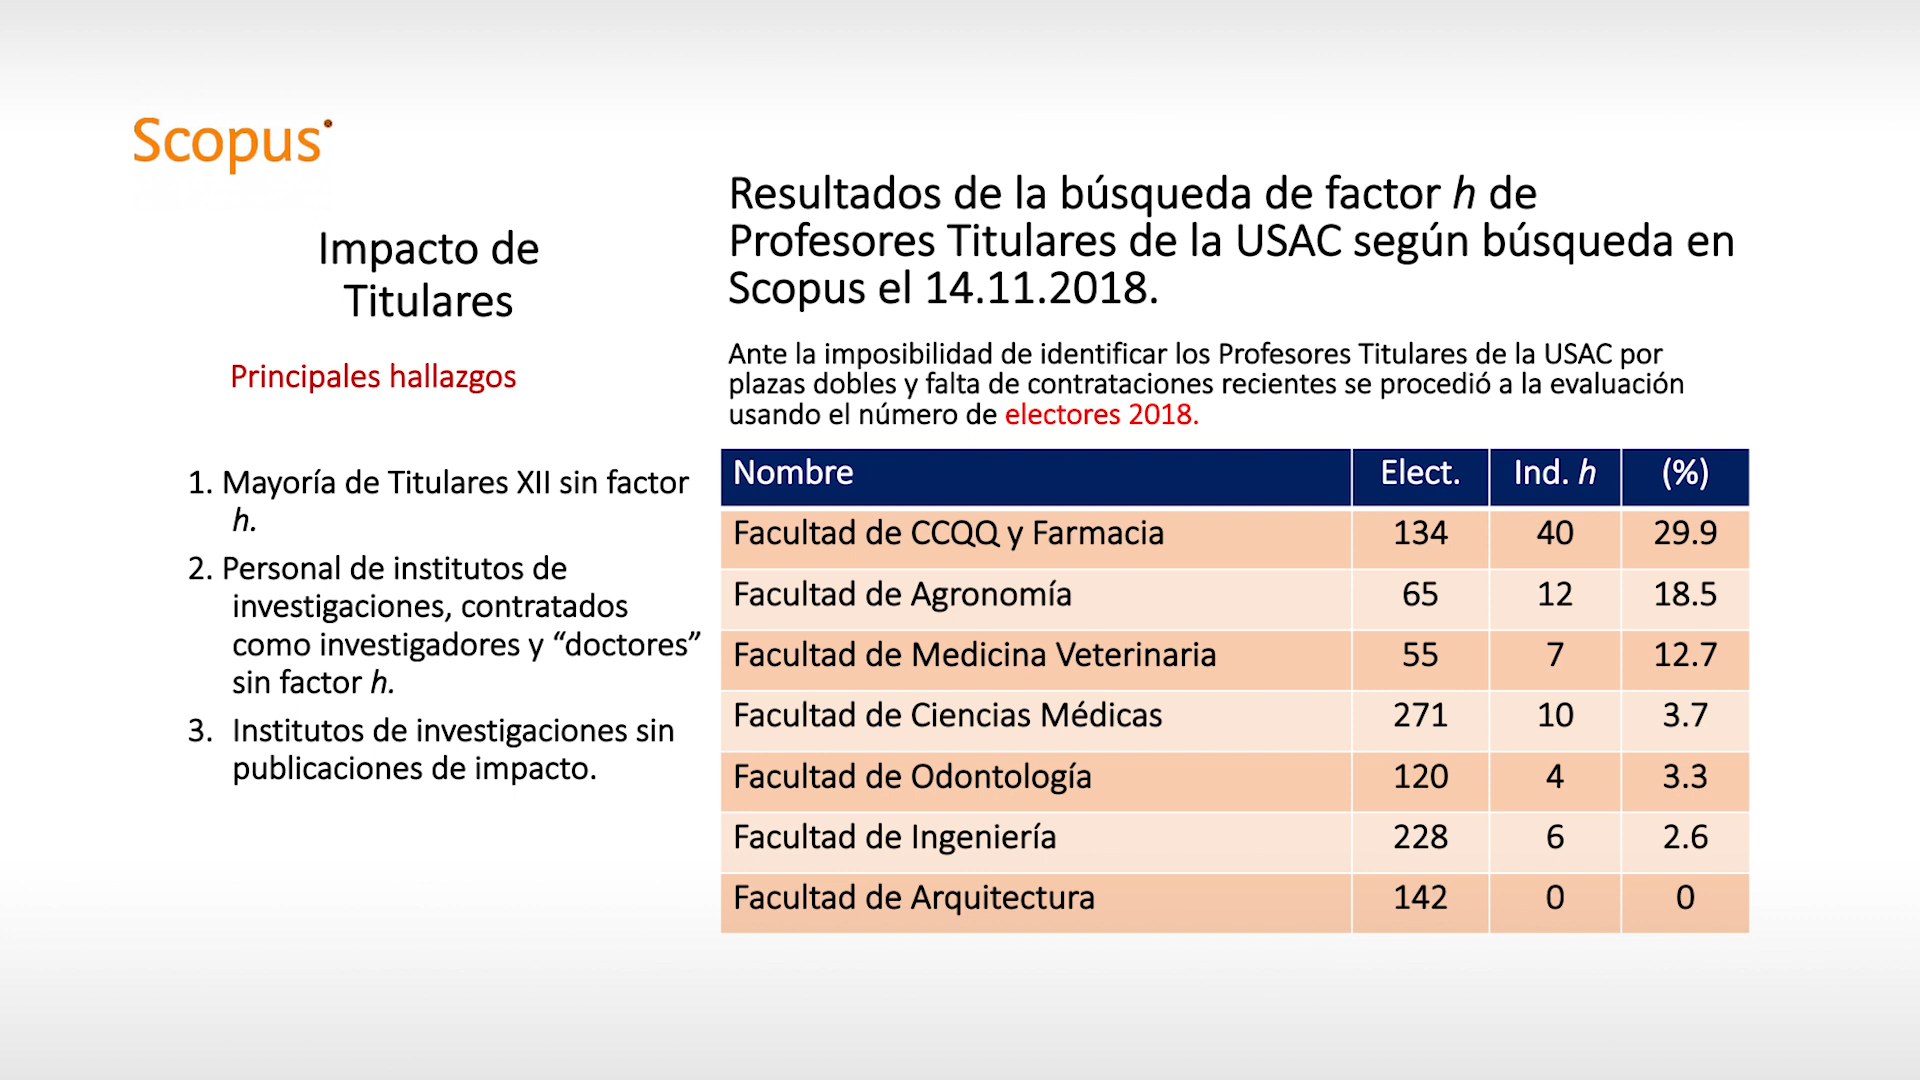 Scopus
Impacto de
Titulares
Principales hallazgos
1. Mayoría de Titulares XII sin factor
h.
2. Personal de institutos de
investigaciones, contratados
como investigadores y “doctores”
sin factor h.
3. Institutos de investigaciones sin
publicaciones de impacto.
Resultados de la búsqueda de factor h de
Profesores Titulares de la USAC según búsqueda en
Scopus el 14.11.2018.
Ante la imposibilidad de identificar los Profesores Titulares de la USAC por
plazas dobles y falta de contrataciones recientes se procedió a la evaluación
usando el número de electores 2018.
Nombre Elect. Ind. h (%)
Facultad de CCQQ y Farmacia 134 40 29.9
Facultad de Agronomía 65 12 18.5
Facultad de Medicina Veterinaria 55 7 12.7
Facultad de Ciencias Médicas 271 10 3.7
Facultad de Odontología 120 4 3.3
Facultad de Ingeniería 228 6 2.6
Facultad de Arquitectura 142 0 0